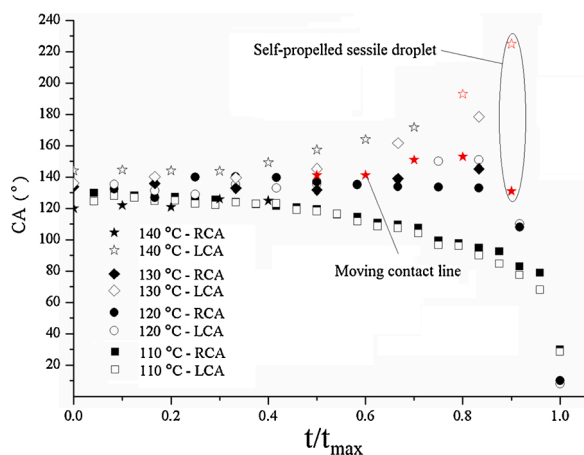 240
220
200
180
160
140
120
100
80
60
40
20
CA (°)
Self-propelled sessile droplet
Moving contact line
140 °C - RCA
140 °C - LCA
130 °C - RCA
130 °C - LCA
120 °C - RCA
120 °C - LCA
110 °C - RCA
110 °C - LCA
0.0 0.2 0.4 0.6 0.8 1.0
t/tmax